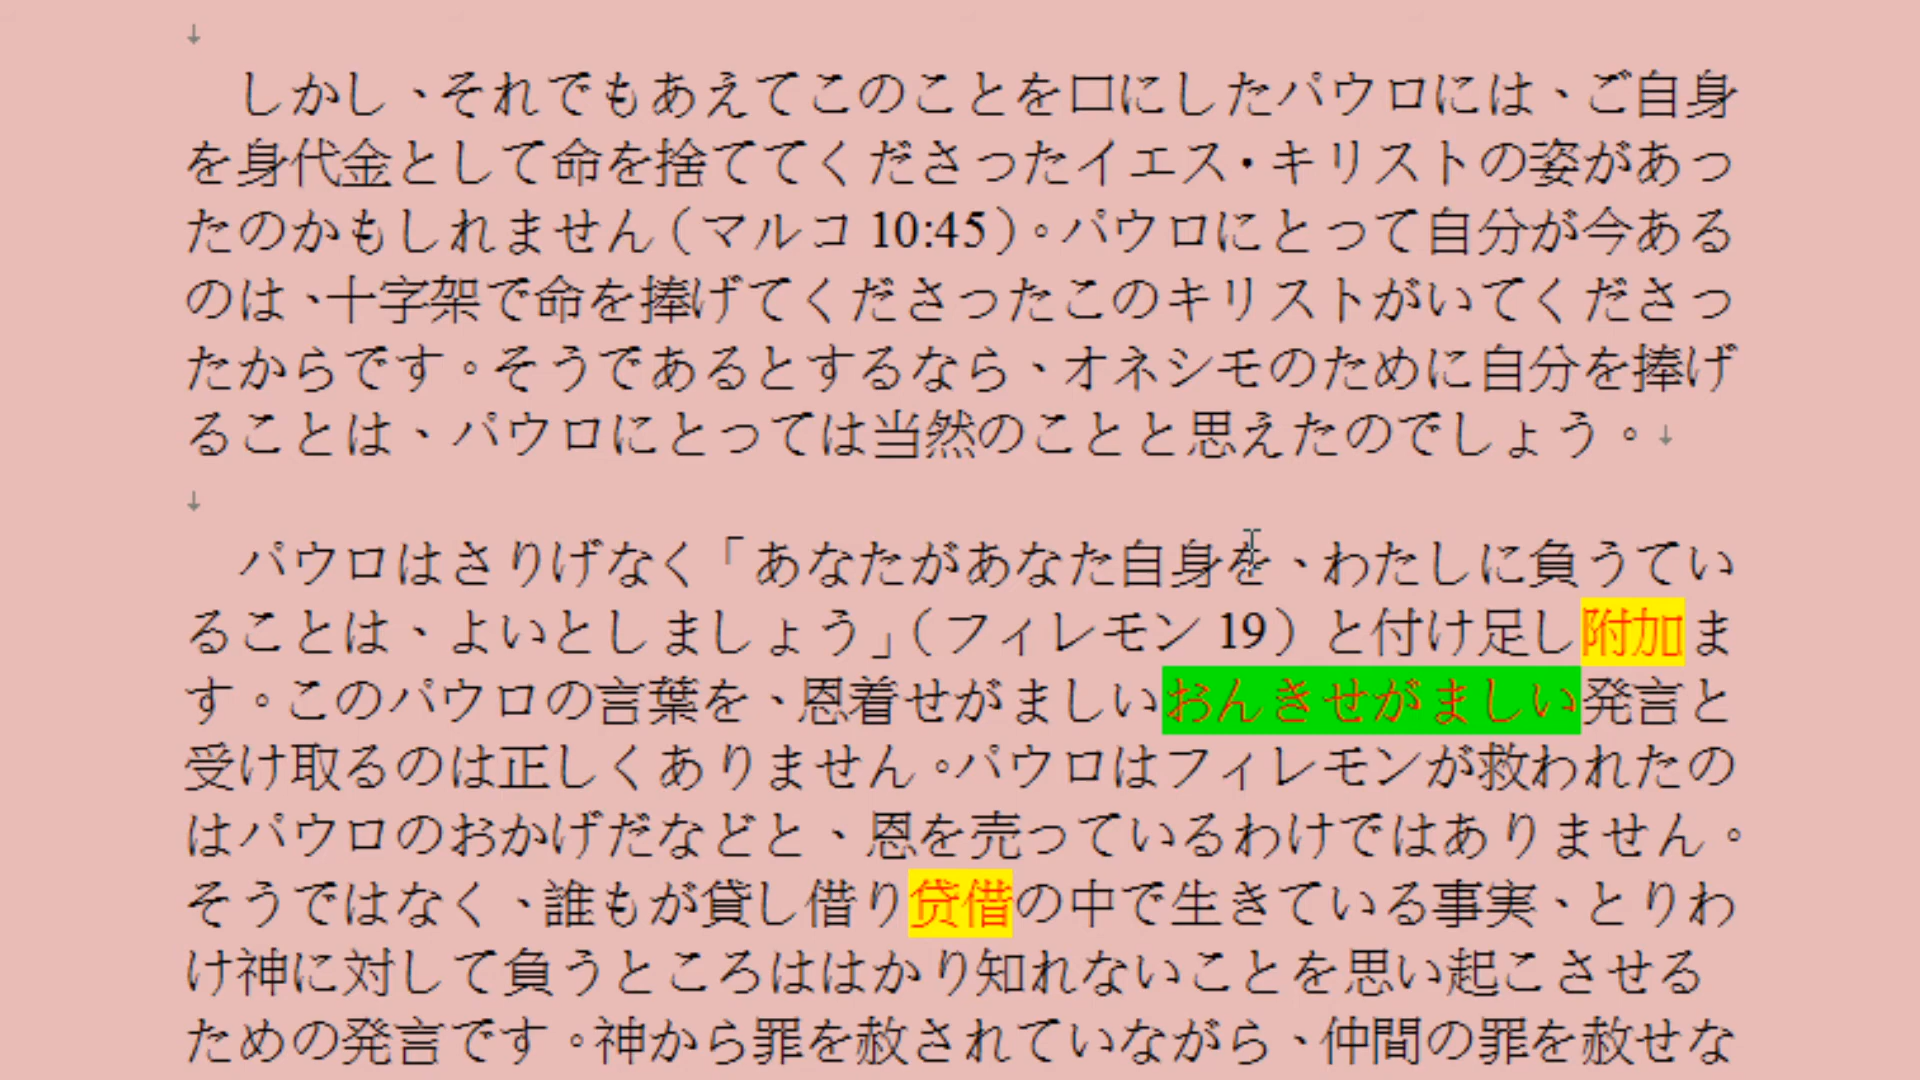 ↓
しかし、それでもあえてこのことを口にしたパウロには、ご自身
を身代金として命を捨ててくださったイエス・キリストの姿があっ
たのかもしれません（マルコ 10:45）。パウロにとって自分が今ある
のは、十字架で命を捧げてくださったこのキリストがいてくださっ
たからです。そうであるとするなら、オネシモのために自分を捧げ
ることは、パウロにとっては当然のことと思えたのでしょう。↓
↓
パウロはさりげなく「あなたがあなた自身を、わたしに負うてい
ることは、よいとしましょう」（フィレモン 19）と付け足し附加ま
す。このパウロの言葉を、恩着せがましいおんきせがましい発言と
受け取るのは正しくありません。パウロはフィレモンが救われたの
はパウロのおかげだなどと、恩を売っているわけではありません。
そうではなく、誰もが貸し借り贷借の中で生きている事実、とりわ
け神に対して負うところははかり知れないことを思い起こさせる
ための発言です。神から罪を赦されていながら、仲間の罪を赦せな